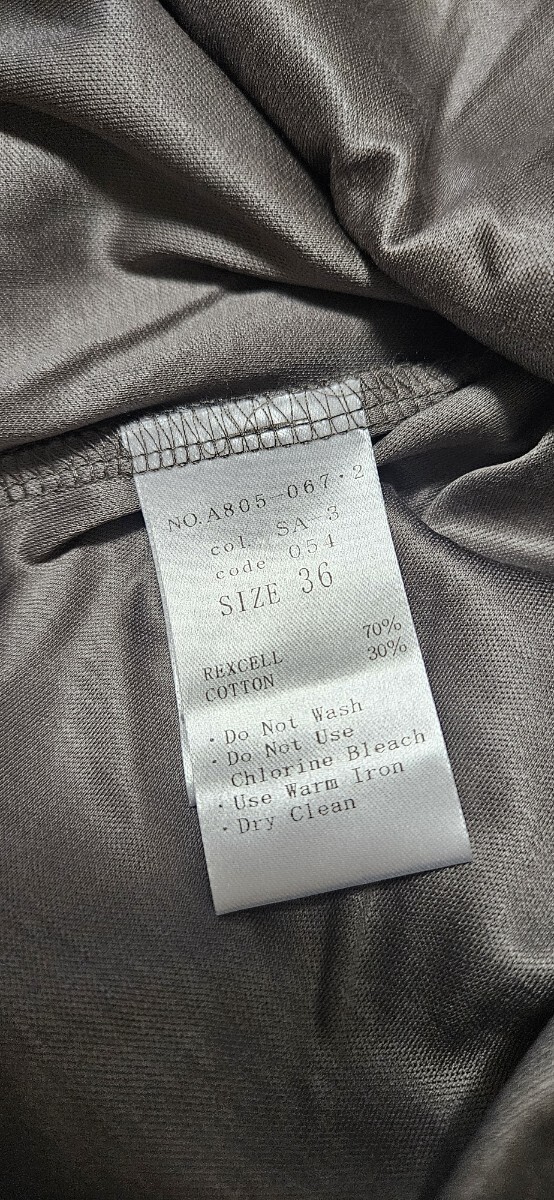 NO.A805-067・2
col SA-3
code 054
SIZE 36
REXCELL 70%
COTTON 30%
・Do Not Wash
・Do Not Use
Chlorine Bleach
・Use Warm Iron
・Dry Clean